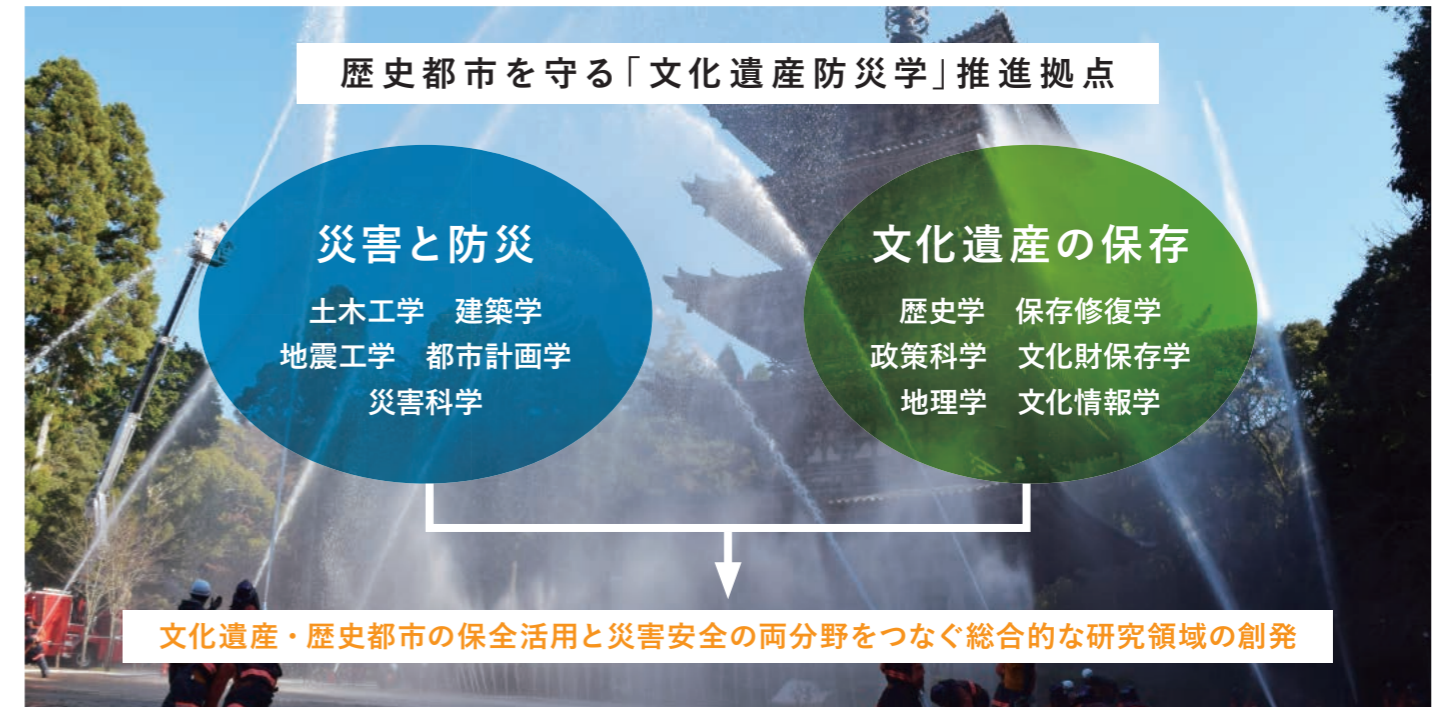 歴史都市を守る「文化遺産防災学」推進拠点
災害と防災
土木工学　建築学
地震工学　都市計画学
災害科学
文化遺産の保存
歴史学　保存修復学
政策科学　文化財保存学
地理学　文化情報学
文化遺産・歴史都市の保全活用と災害安全の両分野をつなぐ総合的な研究領域の創発